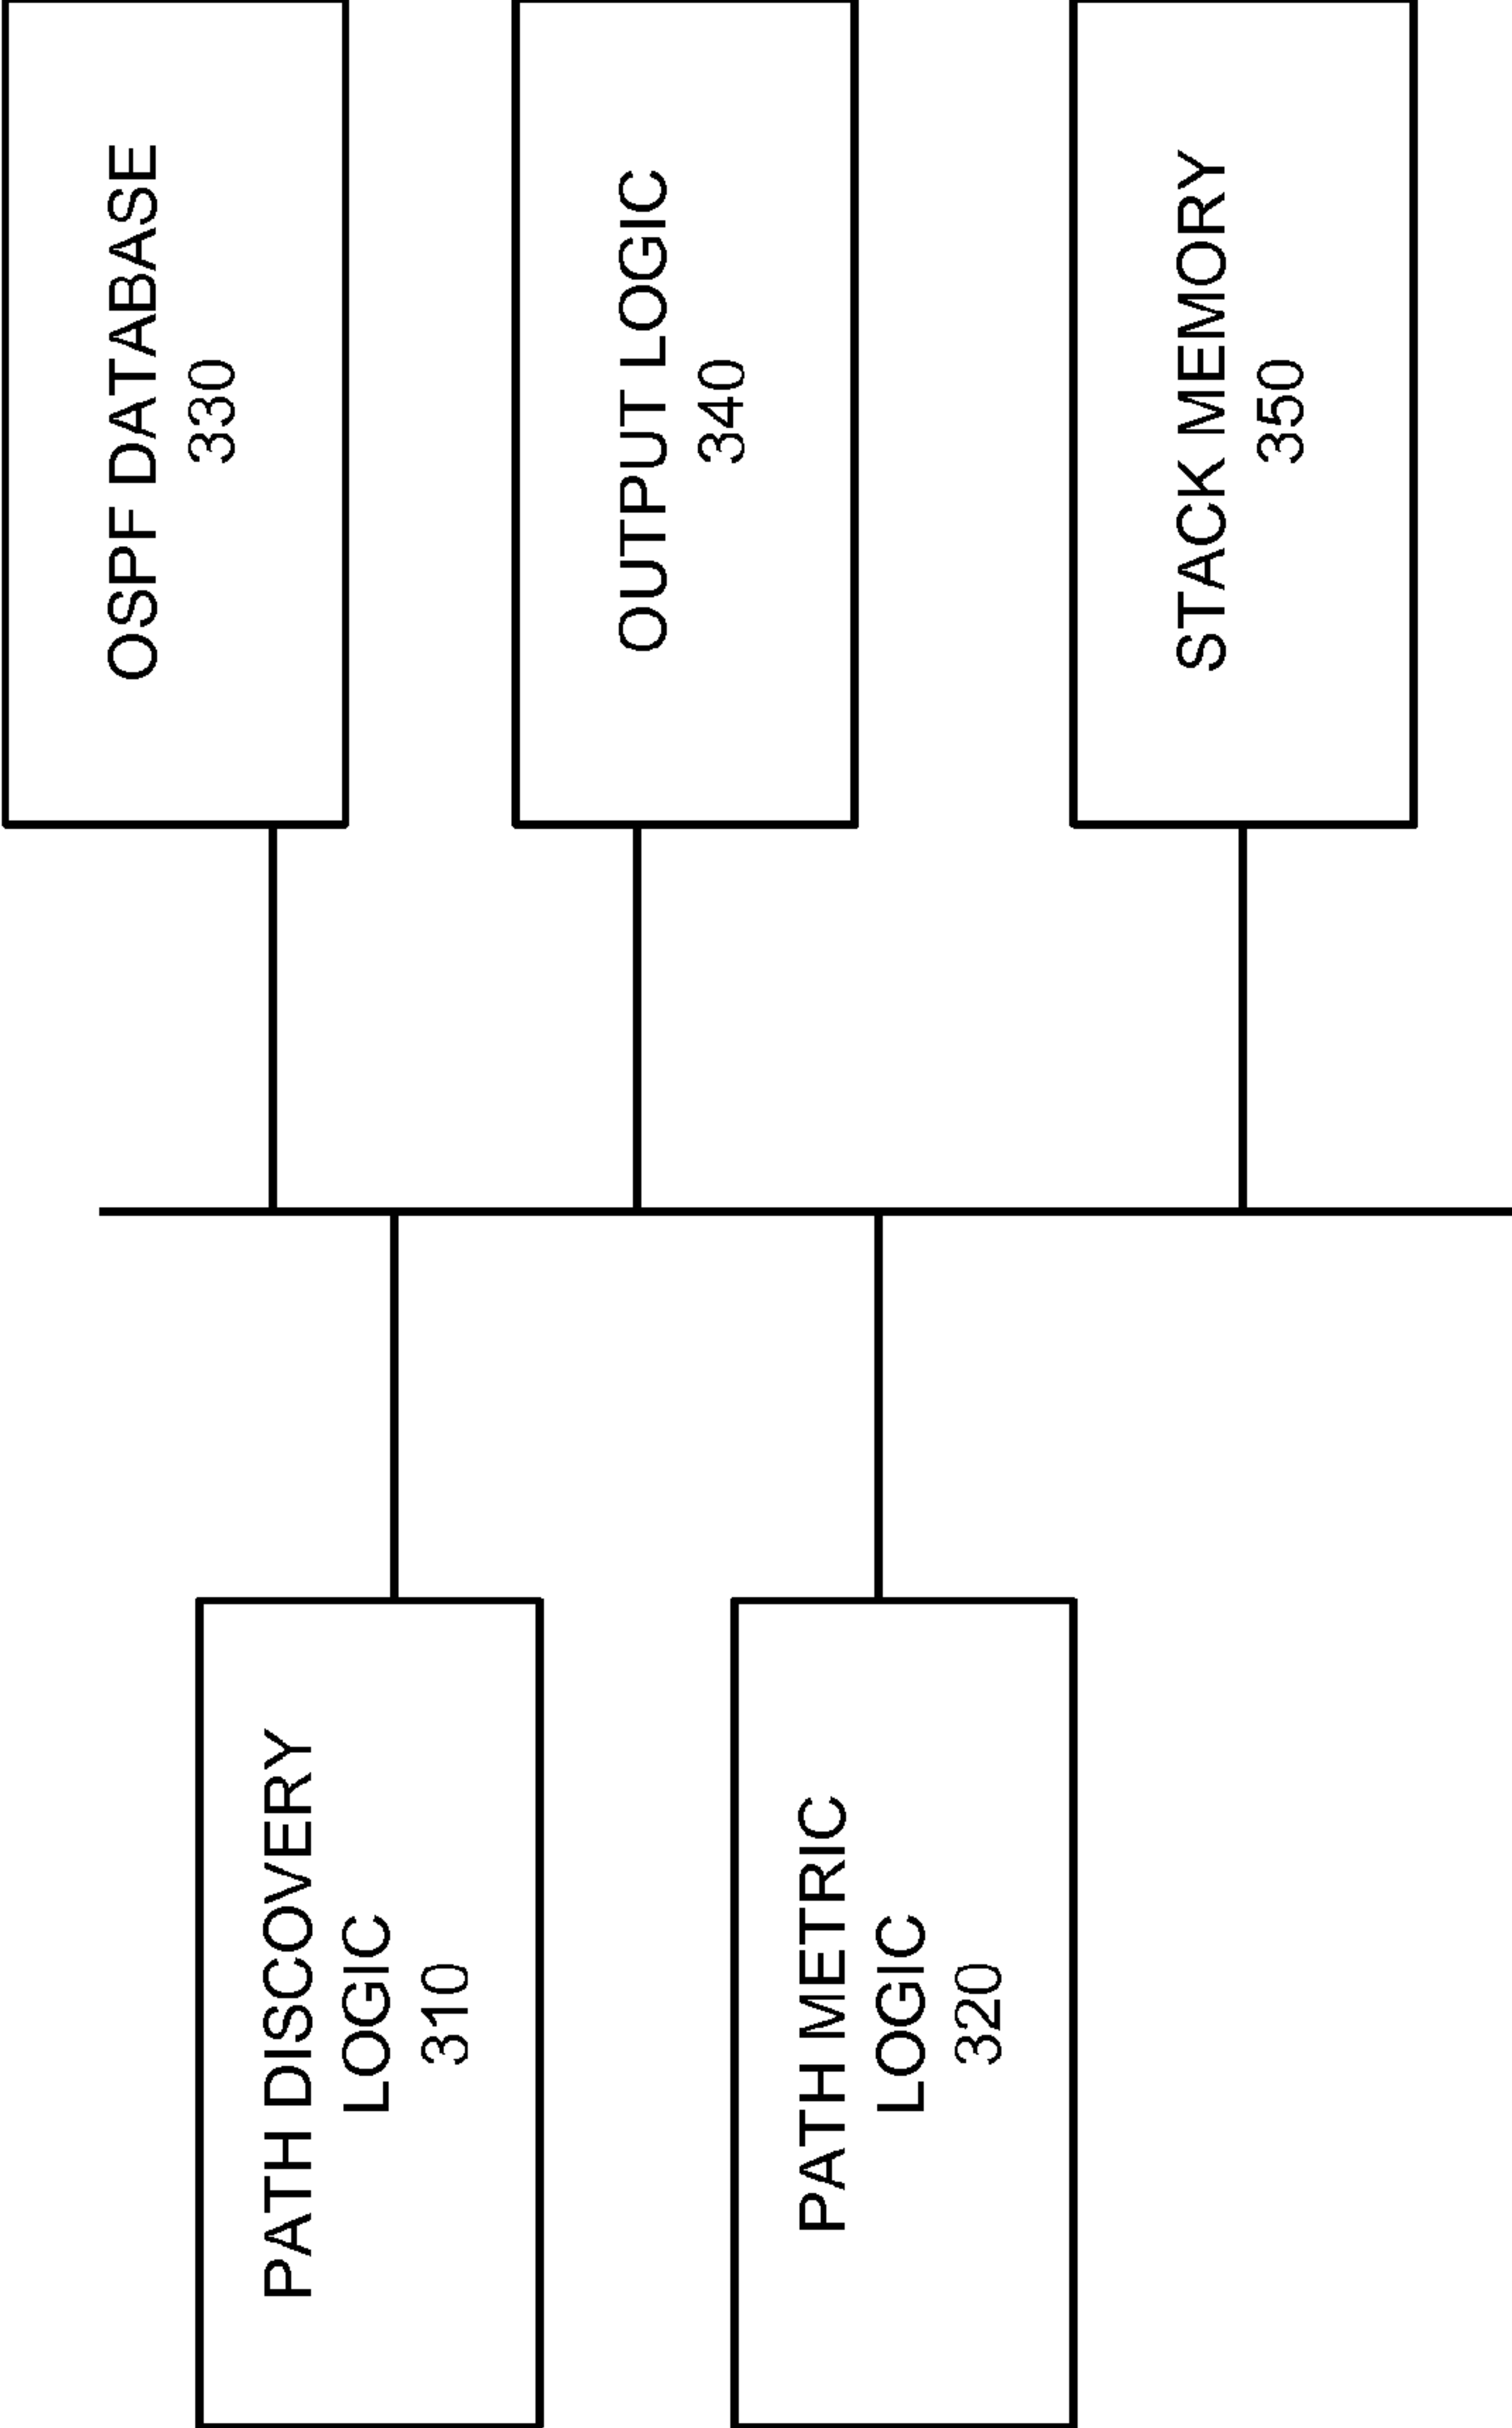 PATH DISCOVERY
LOGIC
310
PATH METRIC
LOGIC
320
OSPF DATABASE
330
OUTPUT LOGIC
340
STACK MEMORY
350